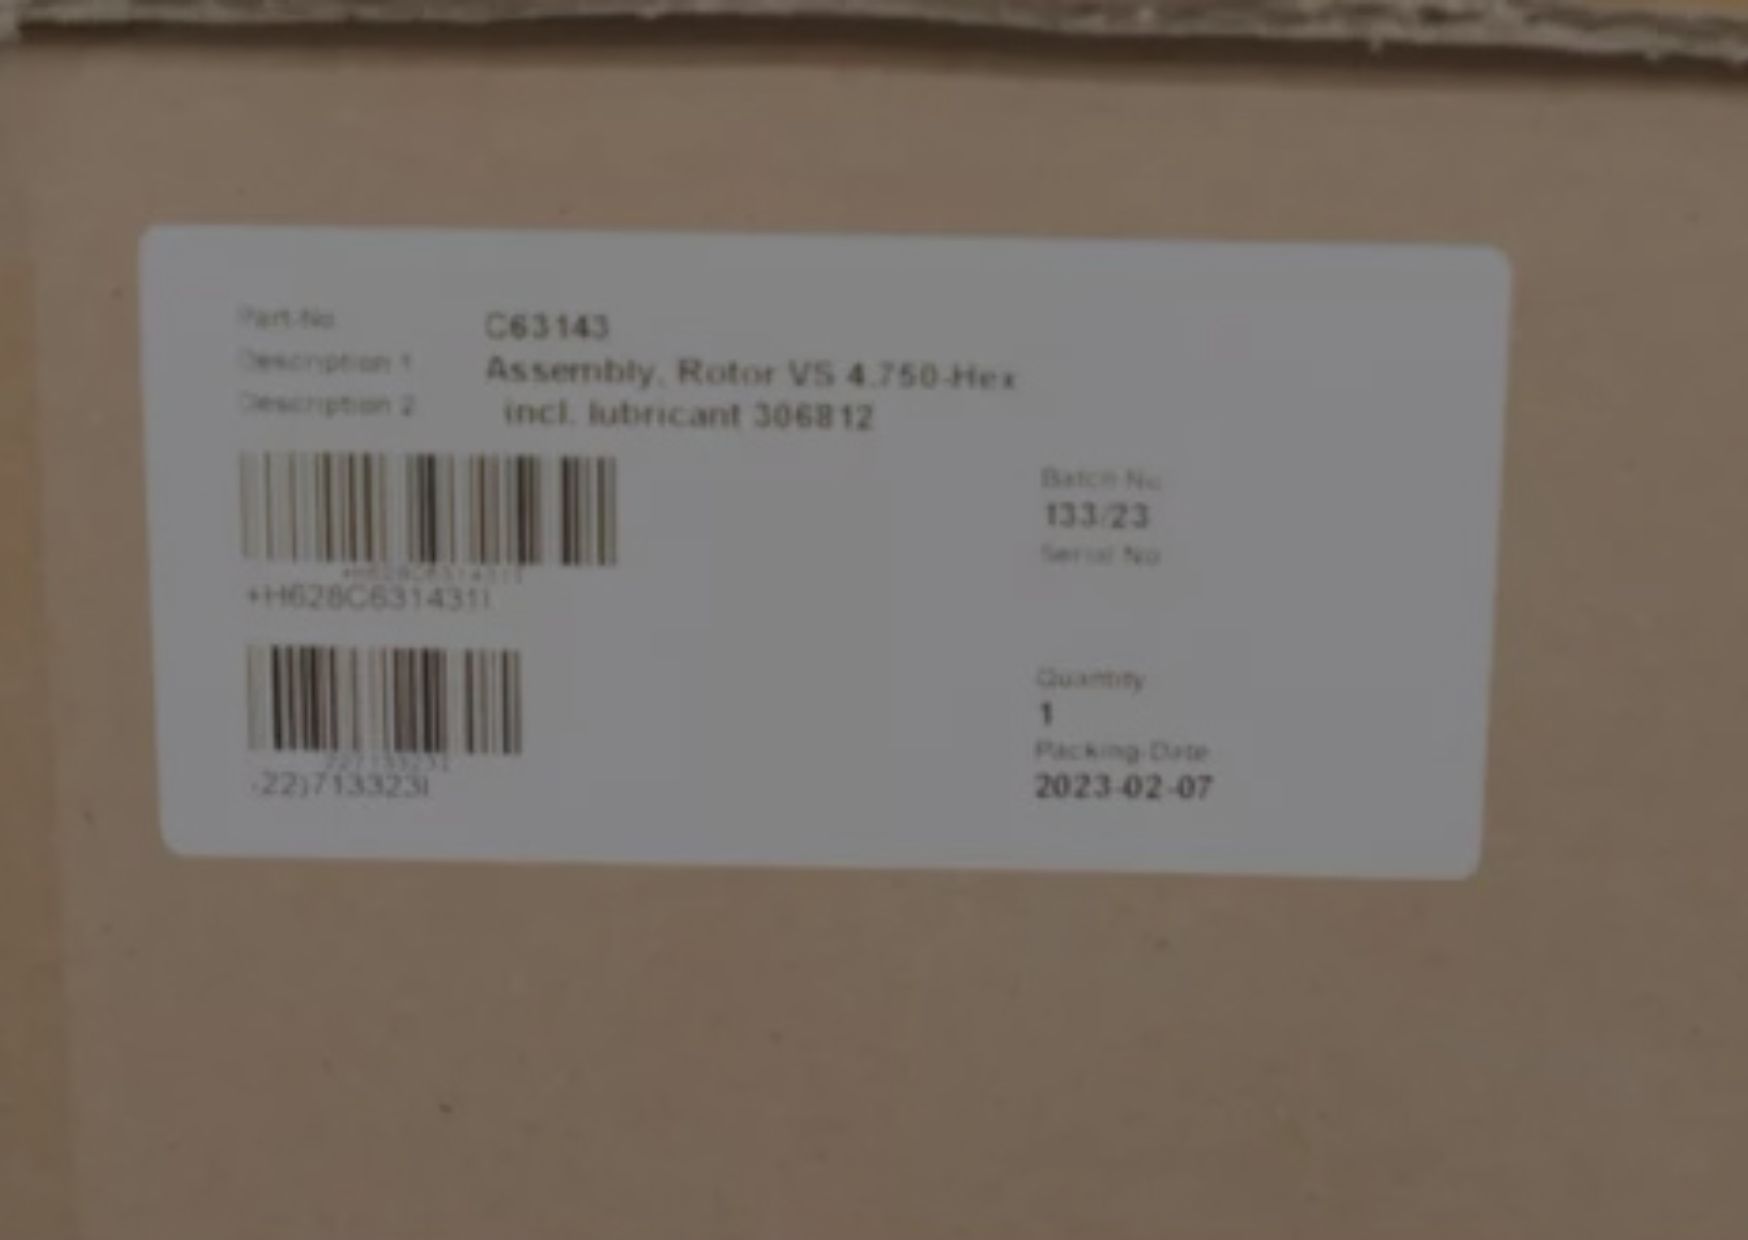 Part-No C63143
Description 1 Assembly, Rotor VS 4.750-Hex
Description 2 incl. lubricant 306812
Batch No
133/23
Serial No
+H628C631431I
Quantity
1
Packing-Date
2023-02-07